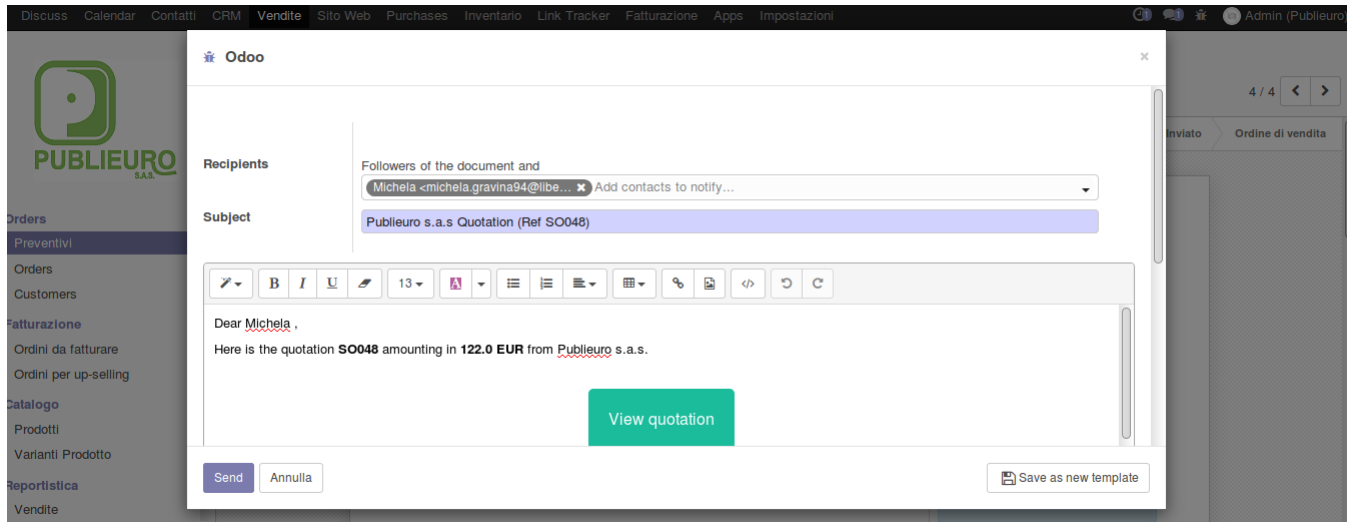 Discuss Calendar Contatti CRM Vendite Sito Web Purchases Inventario Link Tracker Fatturazione Apps Impostazioni 1 1 Admin (Publieuro)
Odoo ×
4 / 4
Inviato Ordine di vendita
PUBLIEURO
S.A.S.
Orders
Preventivi
Orders
Customers
Fatturazione
Ordini da fatturare
Ordini per up-selling
Catalogo
Prodotti
Varianti Prodotto
Reportistica
Vendite
Recipients
Followers of the document and
Michela <michela.gravina94@libe... × Add contacts to notify...
Subject
Publieuro s.a.s Quotation (Ref SO048)
B I U 13 A </>
Dear Michela ,
Here is the quotation SO048 amounting in 122.0 EUR from Publieuro s.a.s.
View quotation
Send Annulla Save as new template